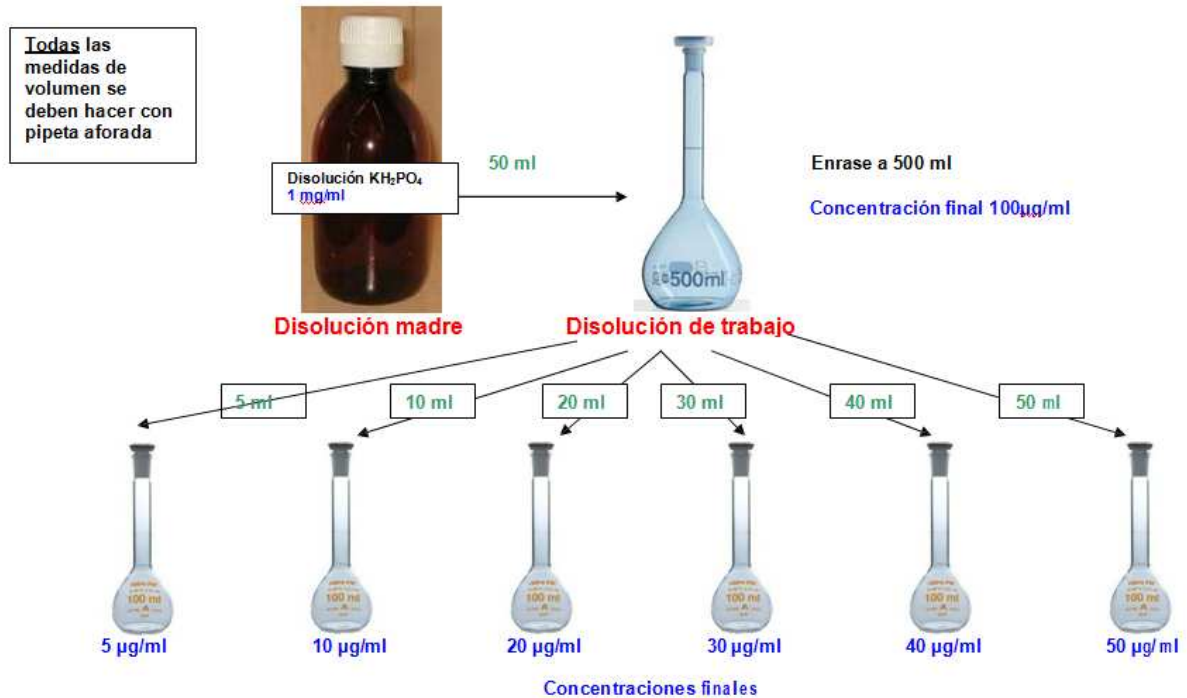 Todas las
medidas de
volumen se
deben hacer con
pipeta aforada
Disolución KH₂PO₄
1 mg/ml
50 ml
Enrase a 500 ml
Concentración final 100µg/ml
500ml
Disolución madre
Disolución de trabajo
5 ml
10 ml
20 ml
30 ml
40 ml
50 ml
100 ml
A
100 ml
A
100 ml
A
100 ml
A
100 ml
A
100 ml
A
5 µg/ml
10 µg/ml
20 µg/ml
30 µg/ml
40 µg/ml
50 µg/ml
Concentraciones finales